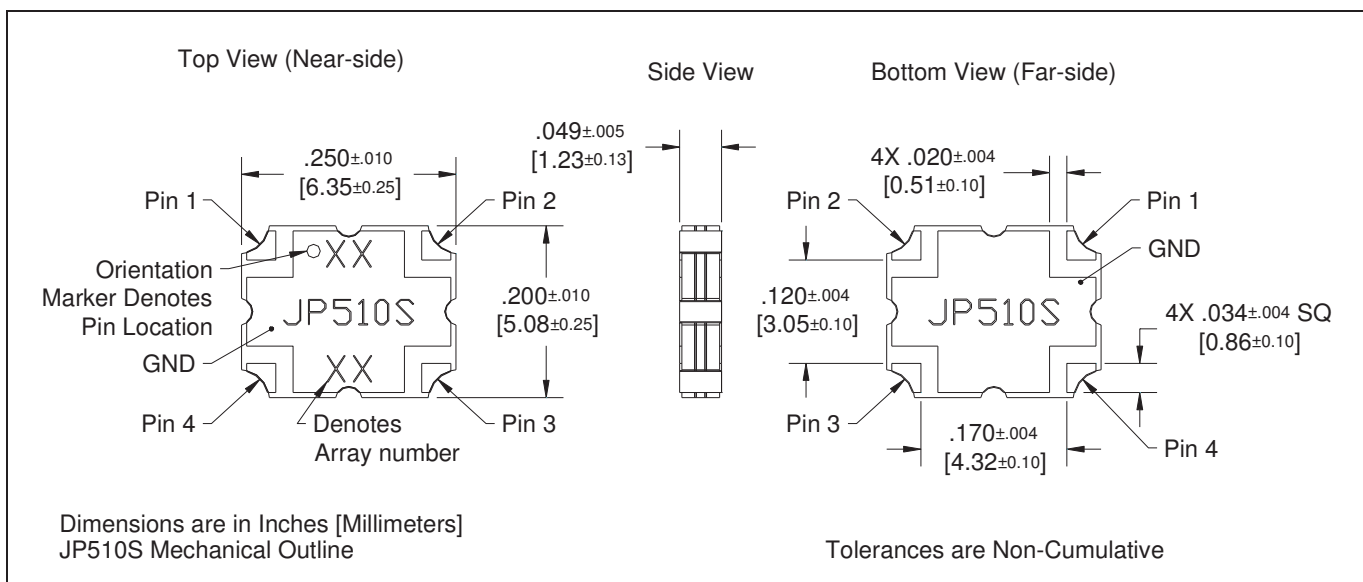 Top View (Near-side)
Side View
Bottom View (Far-side)
.250±.010
[6.35±0.25]
.049±.005
[1.23±0.13]
4X .020±.004
[0.51±0.10]
Pin 1
Pin 2
Pin 2
Pin 1
Orientation
Marker Denotes
Pin Location
XX
JP510S
XX
GND
.200±.010
[5.08±0.25]
.120±.004
[3.05±0.10]
JP510S
GND
4X .034±.004 SQ
[0.86±0.10]
Pin 4
Denotes
Array number
Pin 3
Pin 3
.170±.004
[4.32±0.10]
Pin 4
Dimensions are in Inches [Millimeters]
JP510S Mechanical Outline
Tolerances are Non-Cumulative